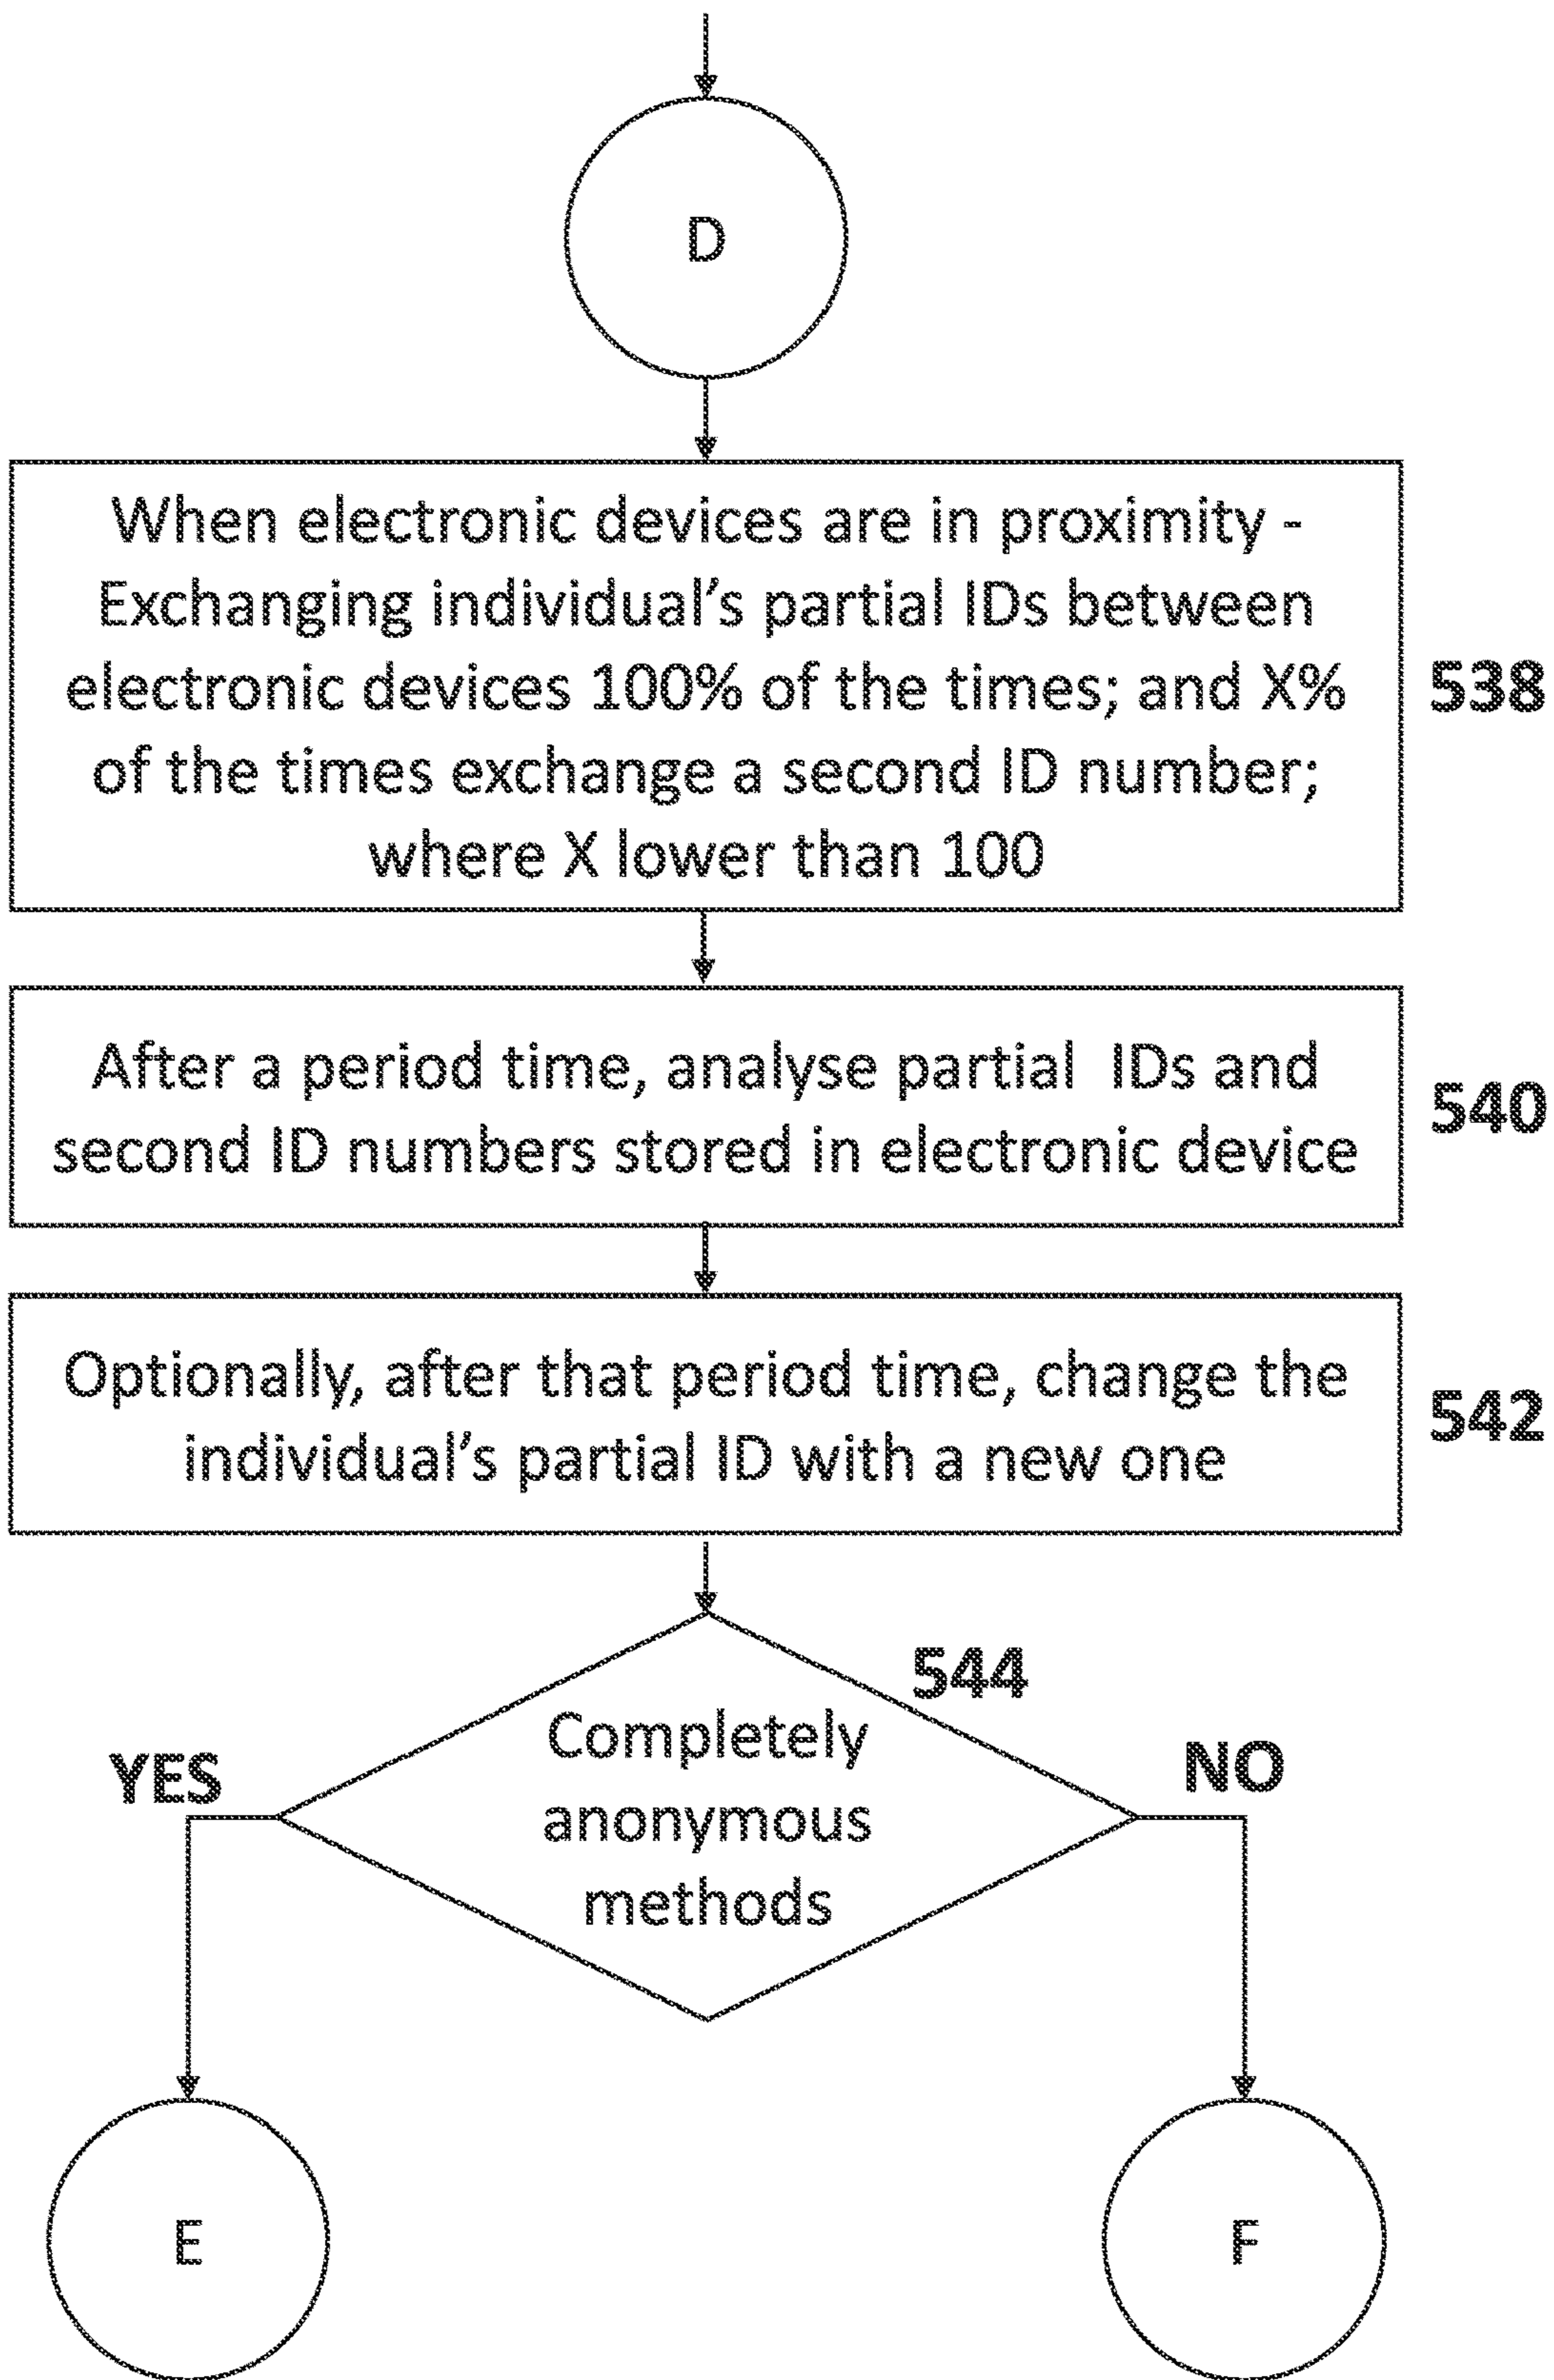 D
When electronic devices are in proximity -
Exchanging individual's partial IDs between
electronic devices 100% of the times; and X%
of the times exchange a second ID number;
where X lower than 100
538
After a period time, analyse partial IDs and
second ID numbers stored in electronic device
540
Optionally, after that period time, change the
individual's partial ID with a new one
542
544
Completely
anonymous
methods
YES
NO
E
F